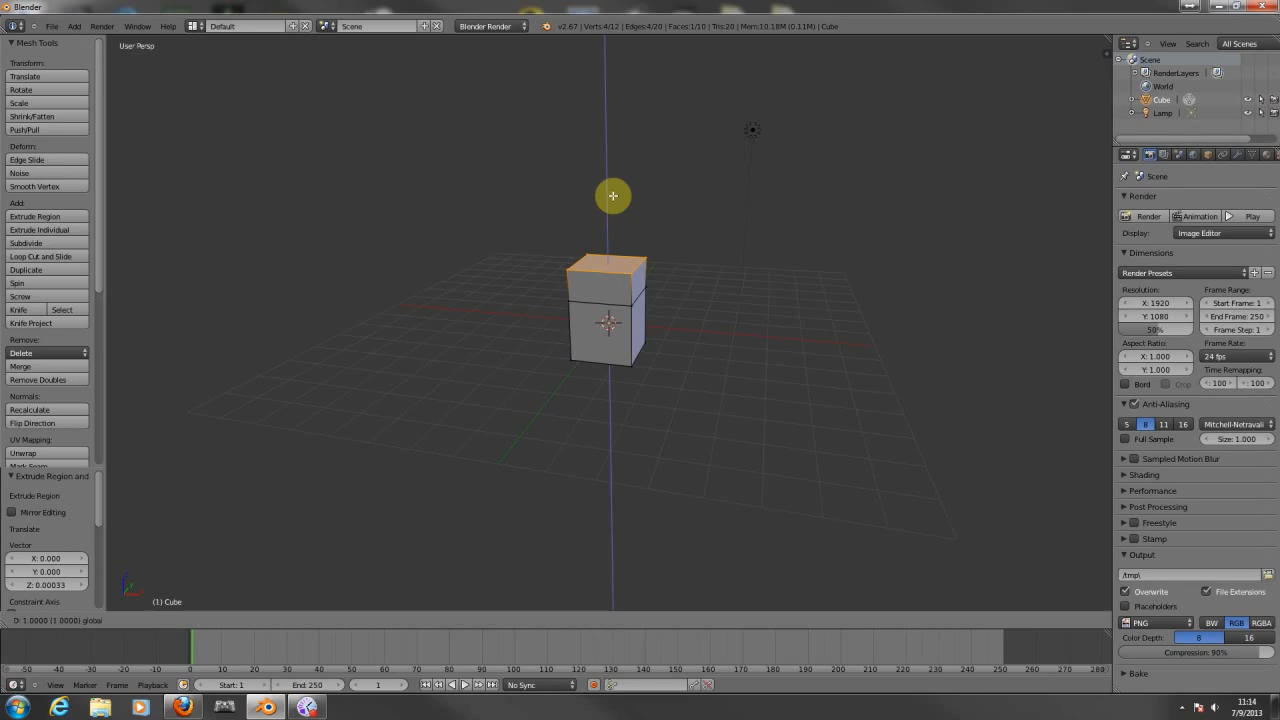 Blender
File Add Render Window Help Default Scene Blender Render v2.67 | Verts:4/12 | Edges:4/20 | Faces:1/10 | Tris:20 | Mem:10.18M (0.11M) | Cube
Mesh Tools
Transform:
Translate
Rotate
Scale
Shrink/Fatten
Push/Pull
Deform:
Edge Slide
Noise
Smooth Vertex
Add:
Extrude Region
Extrude Individual
Subdivide
Loop Cut and Slide
Duplicate
Spin
Screw
Knife Select
Knife Project
Remove:
Delete
Merge
Remove Doubles
Normals:
Recalculate
Flip Direction
UV Mapping:
Unwrap
Mark Seam
Extrude Region and
Extrude Region
Mirror Editing
Translate
Vector
X: 0.000
Y: 0.000
Z: 0.00033
Constraint Axis
User Persp
(1) Cube
D: 1.0000 (1.0000) global
View Search All Scenes
Scene
RenderLayers
World
Cube
Lamp
Scene
Render
Render Animation Play
Display: Image Editor
Dimensions
Render Presets
Resolution: Frame Range:
X: 1920 Start Frame: 1
Y: 1080 End Frame: 250
50% Frame Step: 1
Aspect Ratio: Frame Rate:
X: 1.000 24 fps
Y: 1.000 Time Remapping:
Bord Crop : 100 : 100
Anti-Aliasing
5 8 11 16 Mitchell-Netravali
Full Sample Size: 1.000
Sampled Motion Blur
Shading
Performance
Post Processing
Freestyle
Stamp
Output
/tmp\
Overwrite File Extensions
Placeholders
PNG BW RGB RGBA
Color Depth: 8 16
Compression: 90%
Bake
-50 -40 -30 -20 -10 0 10 20 30 40 50 60 70 80 90 100 110 120 130 140 150 160 170 180 190 200 210 220 230 240 250 260 270 280
View Marker Frame Playback Start: 1 End: 250 1 No Sync
11:14
7/9/2013